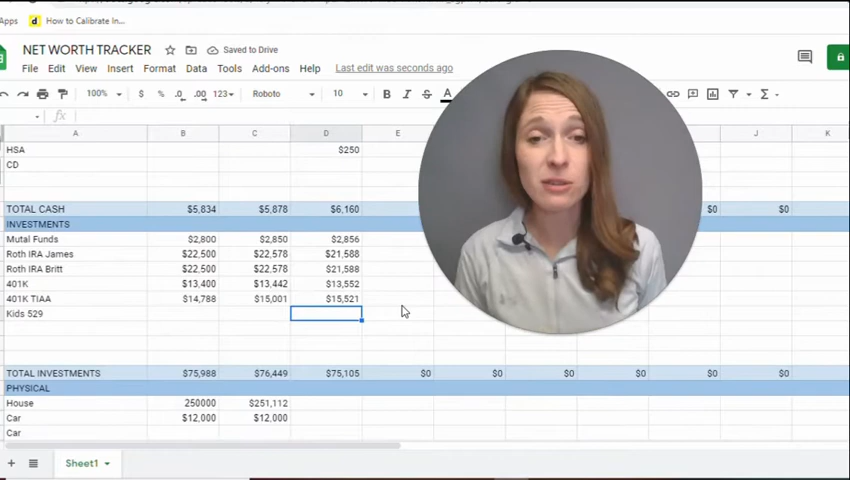 Apps How to Calibrate In...
NET WORTH TRACKER Saved to Drive
File Edit View Insert Format Data Tools Add-ons Help Last edit was seconds ago
100% $ % .0 .00 123 Roboto 10 B I S A Σ
fx
A B C D E J K
HSA $250
CD
TOTAL CASH $5,834 $5,878 $6,160 $0 $0
INVESTMENTS
Mutal Funds $2,800 $2,850 $2,856
Roth IRA James $22,500 $22,578 $21,588
Roth IRA Britt $22,500 $22,578 $21,588
401K $13,400 $13,442 $13,552
401K TIAA $14,788 $15,001 $15,521
Kids 529
TOTAL INVESTMENTS $75,988 $76,449 $75,105 $0 $0 $0 $0 $0 $0
PHYSICAL
House 250000 $251,112
Car $12,000 $12,000
Car
+ Sheet1